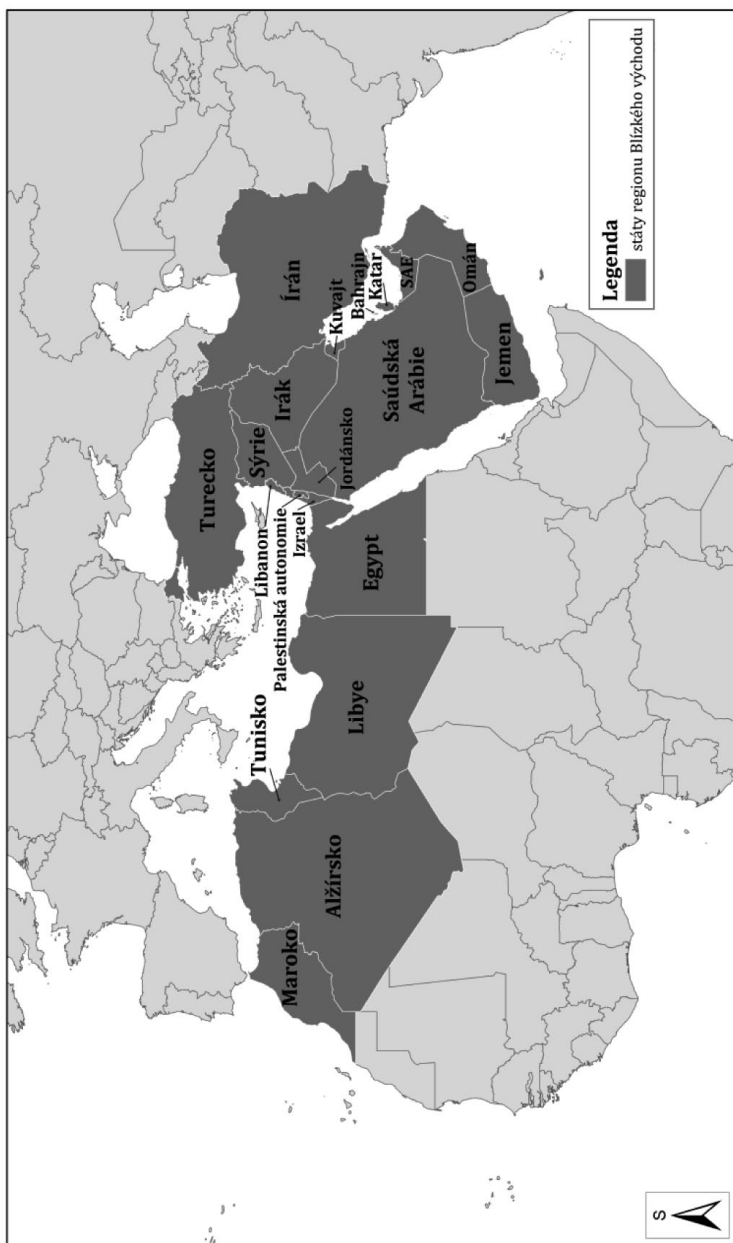 Turecko
Írán
Sýrie
Irák
Libanon
Palestinská autonomie
Izrael
Jordánsko
Kuvajt
Bahrajn
Katar
SAE
Saúdská
Arábie
Omán
Jemen
Tunisko
Maroko
Alžírsko
Libye
Egypt
Legenda
státy regionu Blízkého východu
S